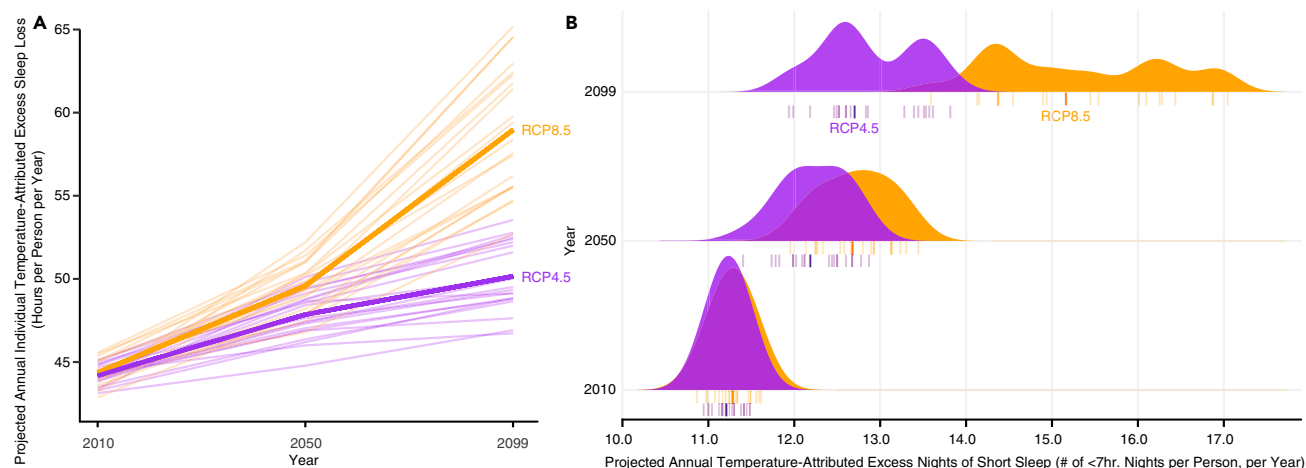 A
Projected Annual Individual Temperature-Attributed Excess Sleep Loss
(Hours per Person per Year)
65
60
55
50
45
RCP8.5
RCP4.5
2010
2050
2099
Year
B
Year
2099
2050
2010
RCP4.5
RCP8.5
10.0
11.0
12.0
13.0
14.0
15.0
16.0
17.0
Projected Annual Temperature-Attributed Excess Nights of Short Sleep (# of <7hr. Nights per Person, per Year)